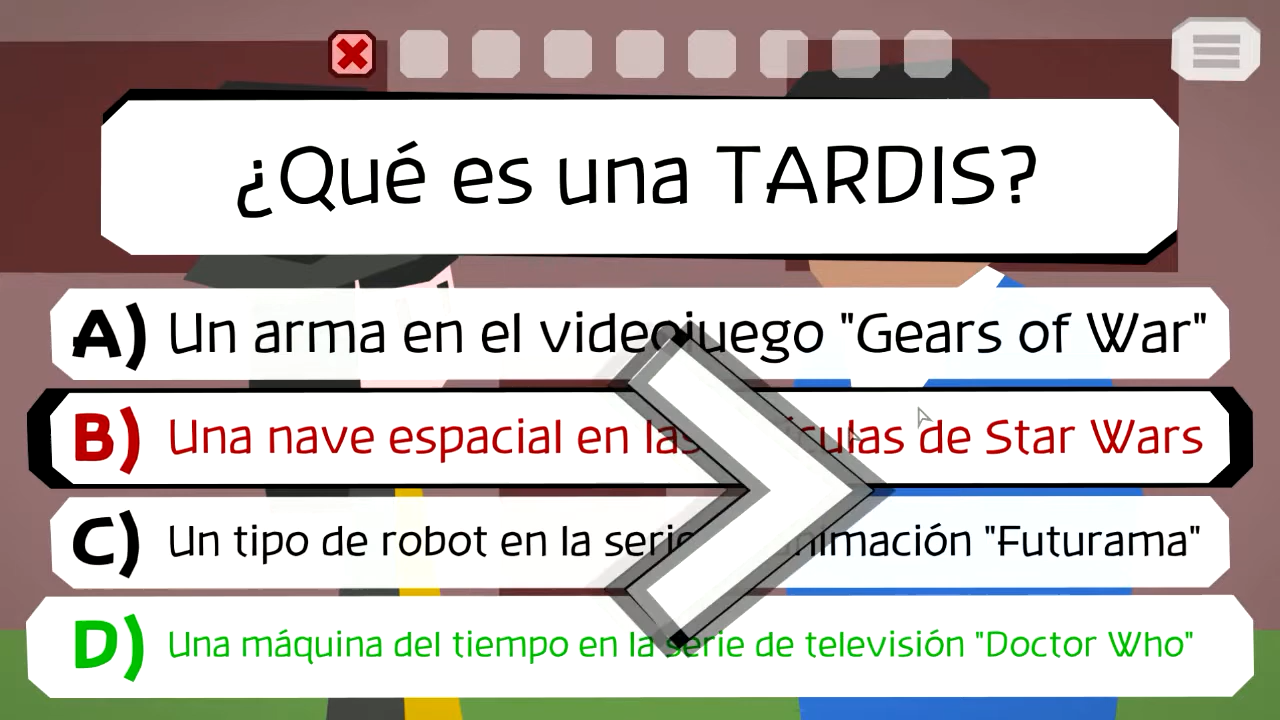 ¿Qué es una TARDIS?
A) Un arma en el videojuego "Gears of War"
B) Una nave espacial en las de Star Wars
C) Un tipo de robot en la serie animación "Futurama"
D) Una máquina del tiempo en la serie de televisión "Doctor Who"